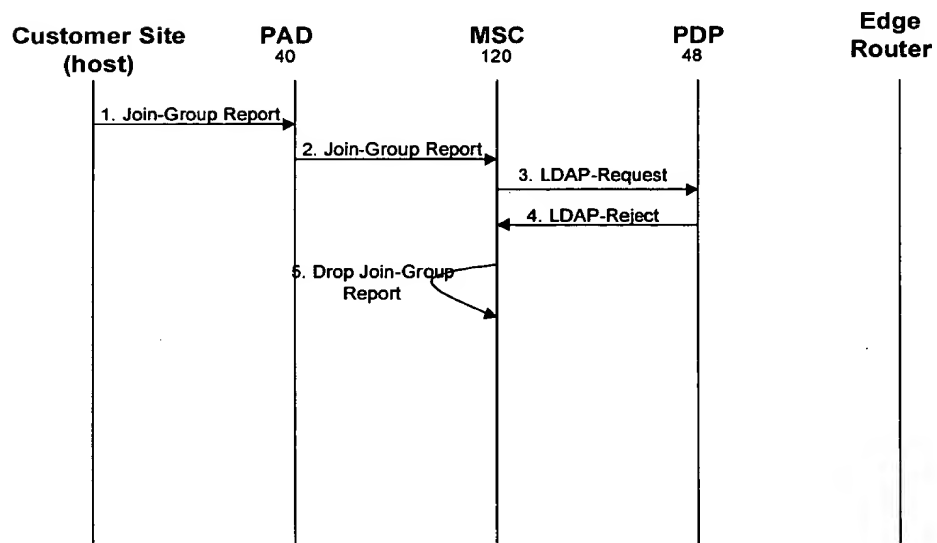 Customer Site
(host)
PAD
40
MSC
120
PDP
48
Edge
Router
1. Join-Group Report
2. Join-Group Report
3. LDAP-Request
4. LDAP-Reject
5. Drop Join-Group
Report